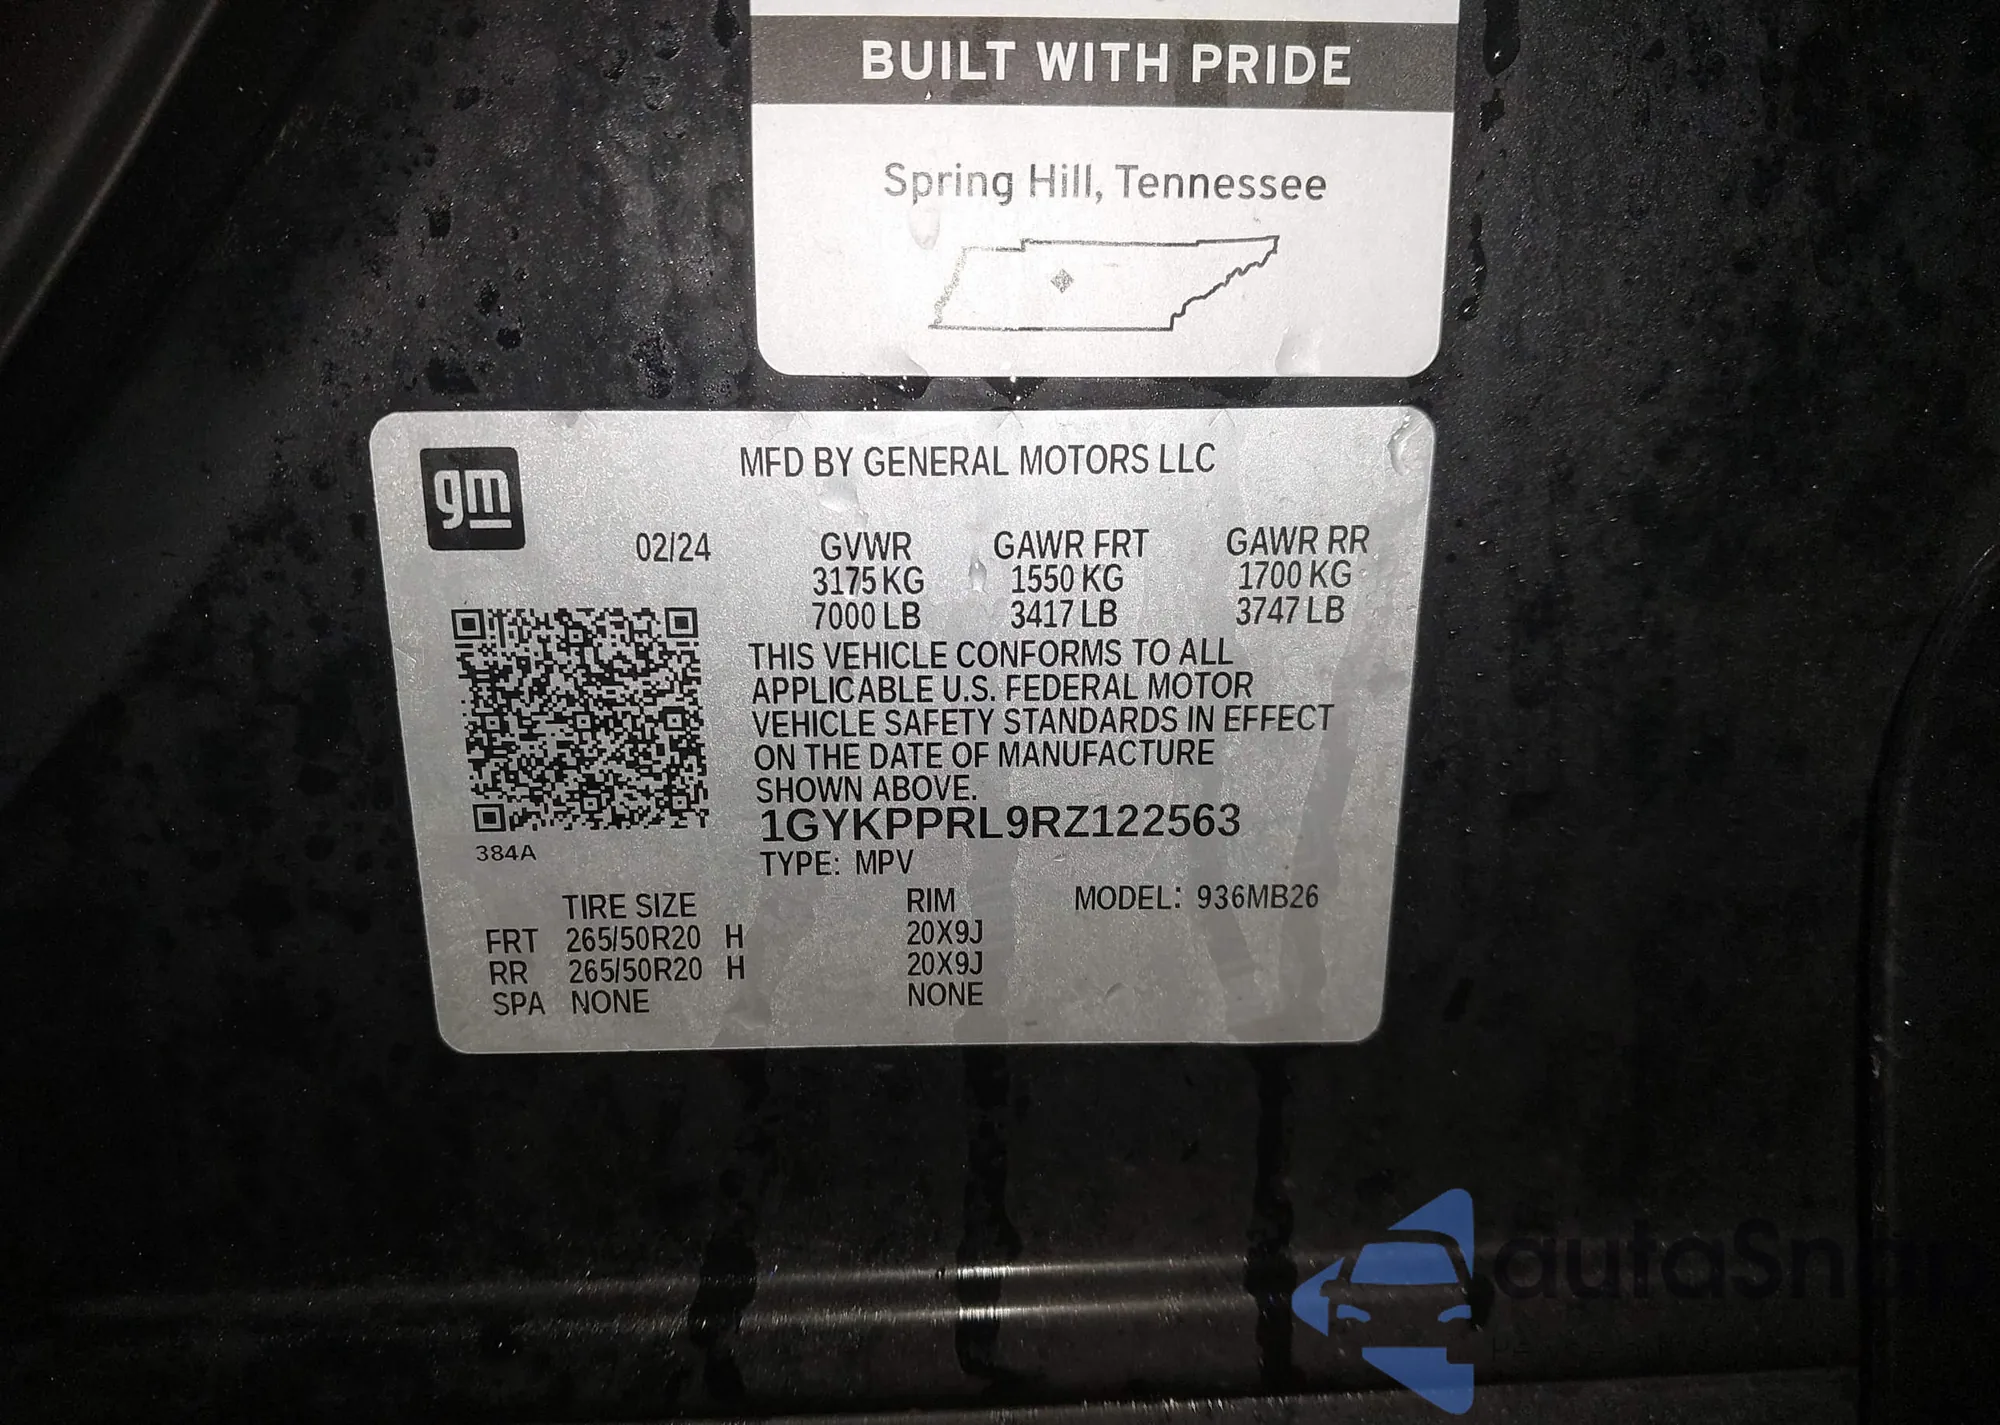 BUILT WITH PRIDE
Spring Hill, Tennessee
gm
MFD BY GENERAL MOTORS LLC
02/24 GVWR GAWR FRT GAWR RR
3175 KG 1550 KG 1700 KG
7000 LB 3417 LB 3747 LB
THIS VEHICLE CONFORMS TO ALL
APPLICABLE U.S. FEDERAL MOTOR
VEHICLE SAFETY STANDARDS IN EFFECT
ON THE DATE OF MANUFACTURE
SHOWN ABOVE.
1GYKPPRL9RZ122563
384A
TYPE: MPV
TIRE SIZE RIM MODEL: 936MB26
FRT 265/50R20 H 20X9J
RR 265/50R20 H 20X9J
SPA NONE NONE